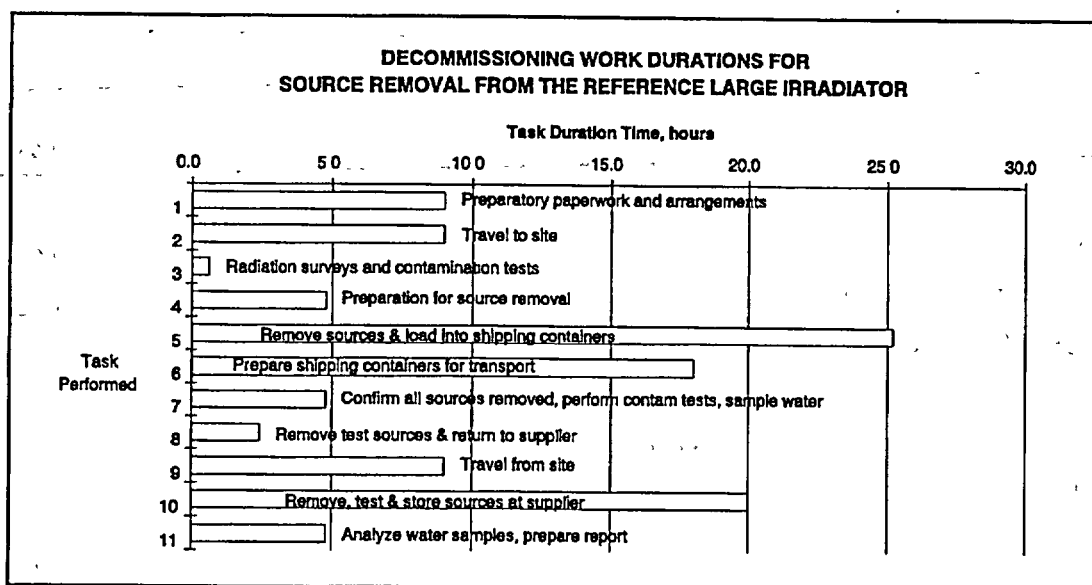 DECOMMISSIONING WORK DURATIONS FOR
SOURCE REMOVAL FROM THE REFERENCE LARGE IRRADIATOR
Task Duration Time, hours
0.0 5 0 10 0 15.0 20.0 25 0 30.0
1 Preparatory paperwork and arrangements
2 Travel to site
3 Radiation surveys and contamination tests
4 Preparation for source removal
5 Remove sources & load into shipping containers
Task
Performed
6 Prepare shipping containers for transport
7 Confirm all sources removed, perform contam tests, sample water
8 Remove test sources & return to supplier
9 Travel from site
10 Remove, test & store sources at supplier
11 Analyze water samples, prepare report